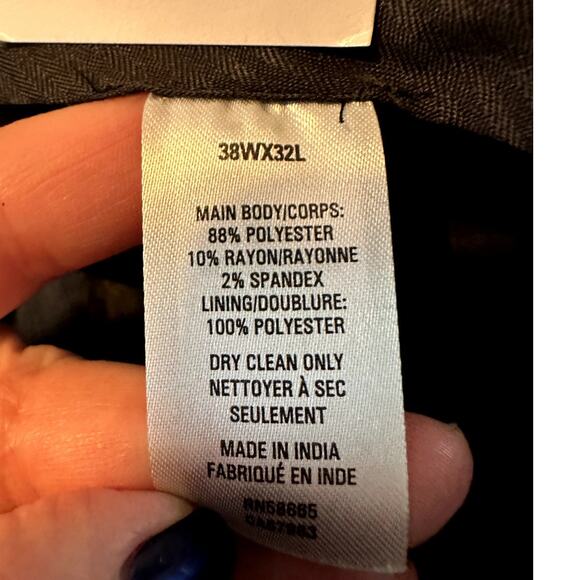 38WX32L
MAIN BODY/CORPS:
88% POLYESTER
10% RAYON/RAYONNE
2% SPANDEX
LINING/DOUBLURE:
100% POLYESTER
DRY CLEAN ONLY
NETTOYER À SEC
SEULEMENT
MADE IN INDIA
FABRIQUÉ EN INDE